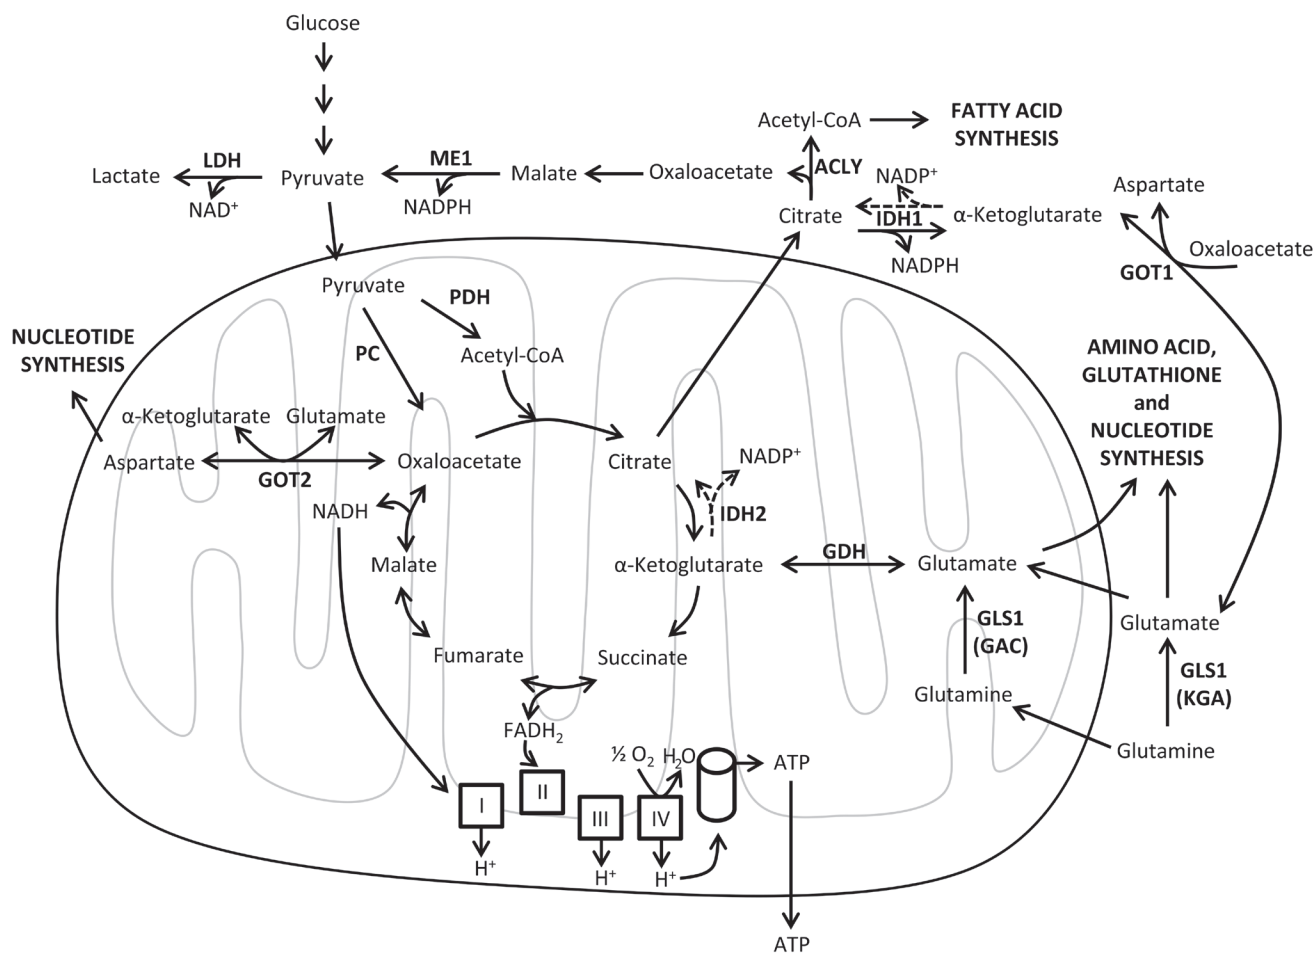 Glucose
Acetyl-CoA
FATTY ACID
SYNTHESIS
LDH
ME1
ACLY
Lactate
Pyruvate
Malate
Oxaloacetate
NADP⁺
NAD⁺
NADPH
Citrate
IDH1
α-Ketoglutarate
Aspartate
NADPH
Oxaloacetate
GOT1
Pyruvate
PDH
NUCLEOTIDE
SYNTHESIS
PC
Acetyl-CoA
AMINO ACID,
GLUTATHIONE
and
NUCLEOTIDE
SYNTHESIS
α-Ketoglutarate
Glutamate
Aspartate
GOT2
Oxaloacetate
Citrate
NADP⁺
NADH
IDH2
Malate
α-Ketoglutarate
GDH
Glutamate
GLS1
(GAC)
Glutamate
Fumarate
Succinate
GLS1
(KGA)
Glutamine
Glutamine
FADH₂
½ O₂
H₂O
ATP
I
II
III
IV
H⁺
H⁺
H⁺
ATP